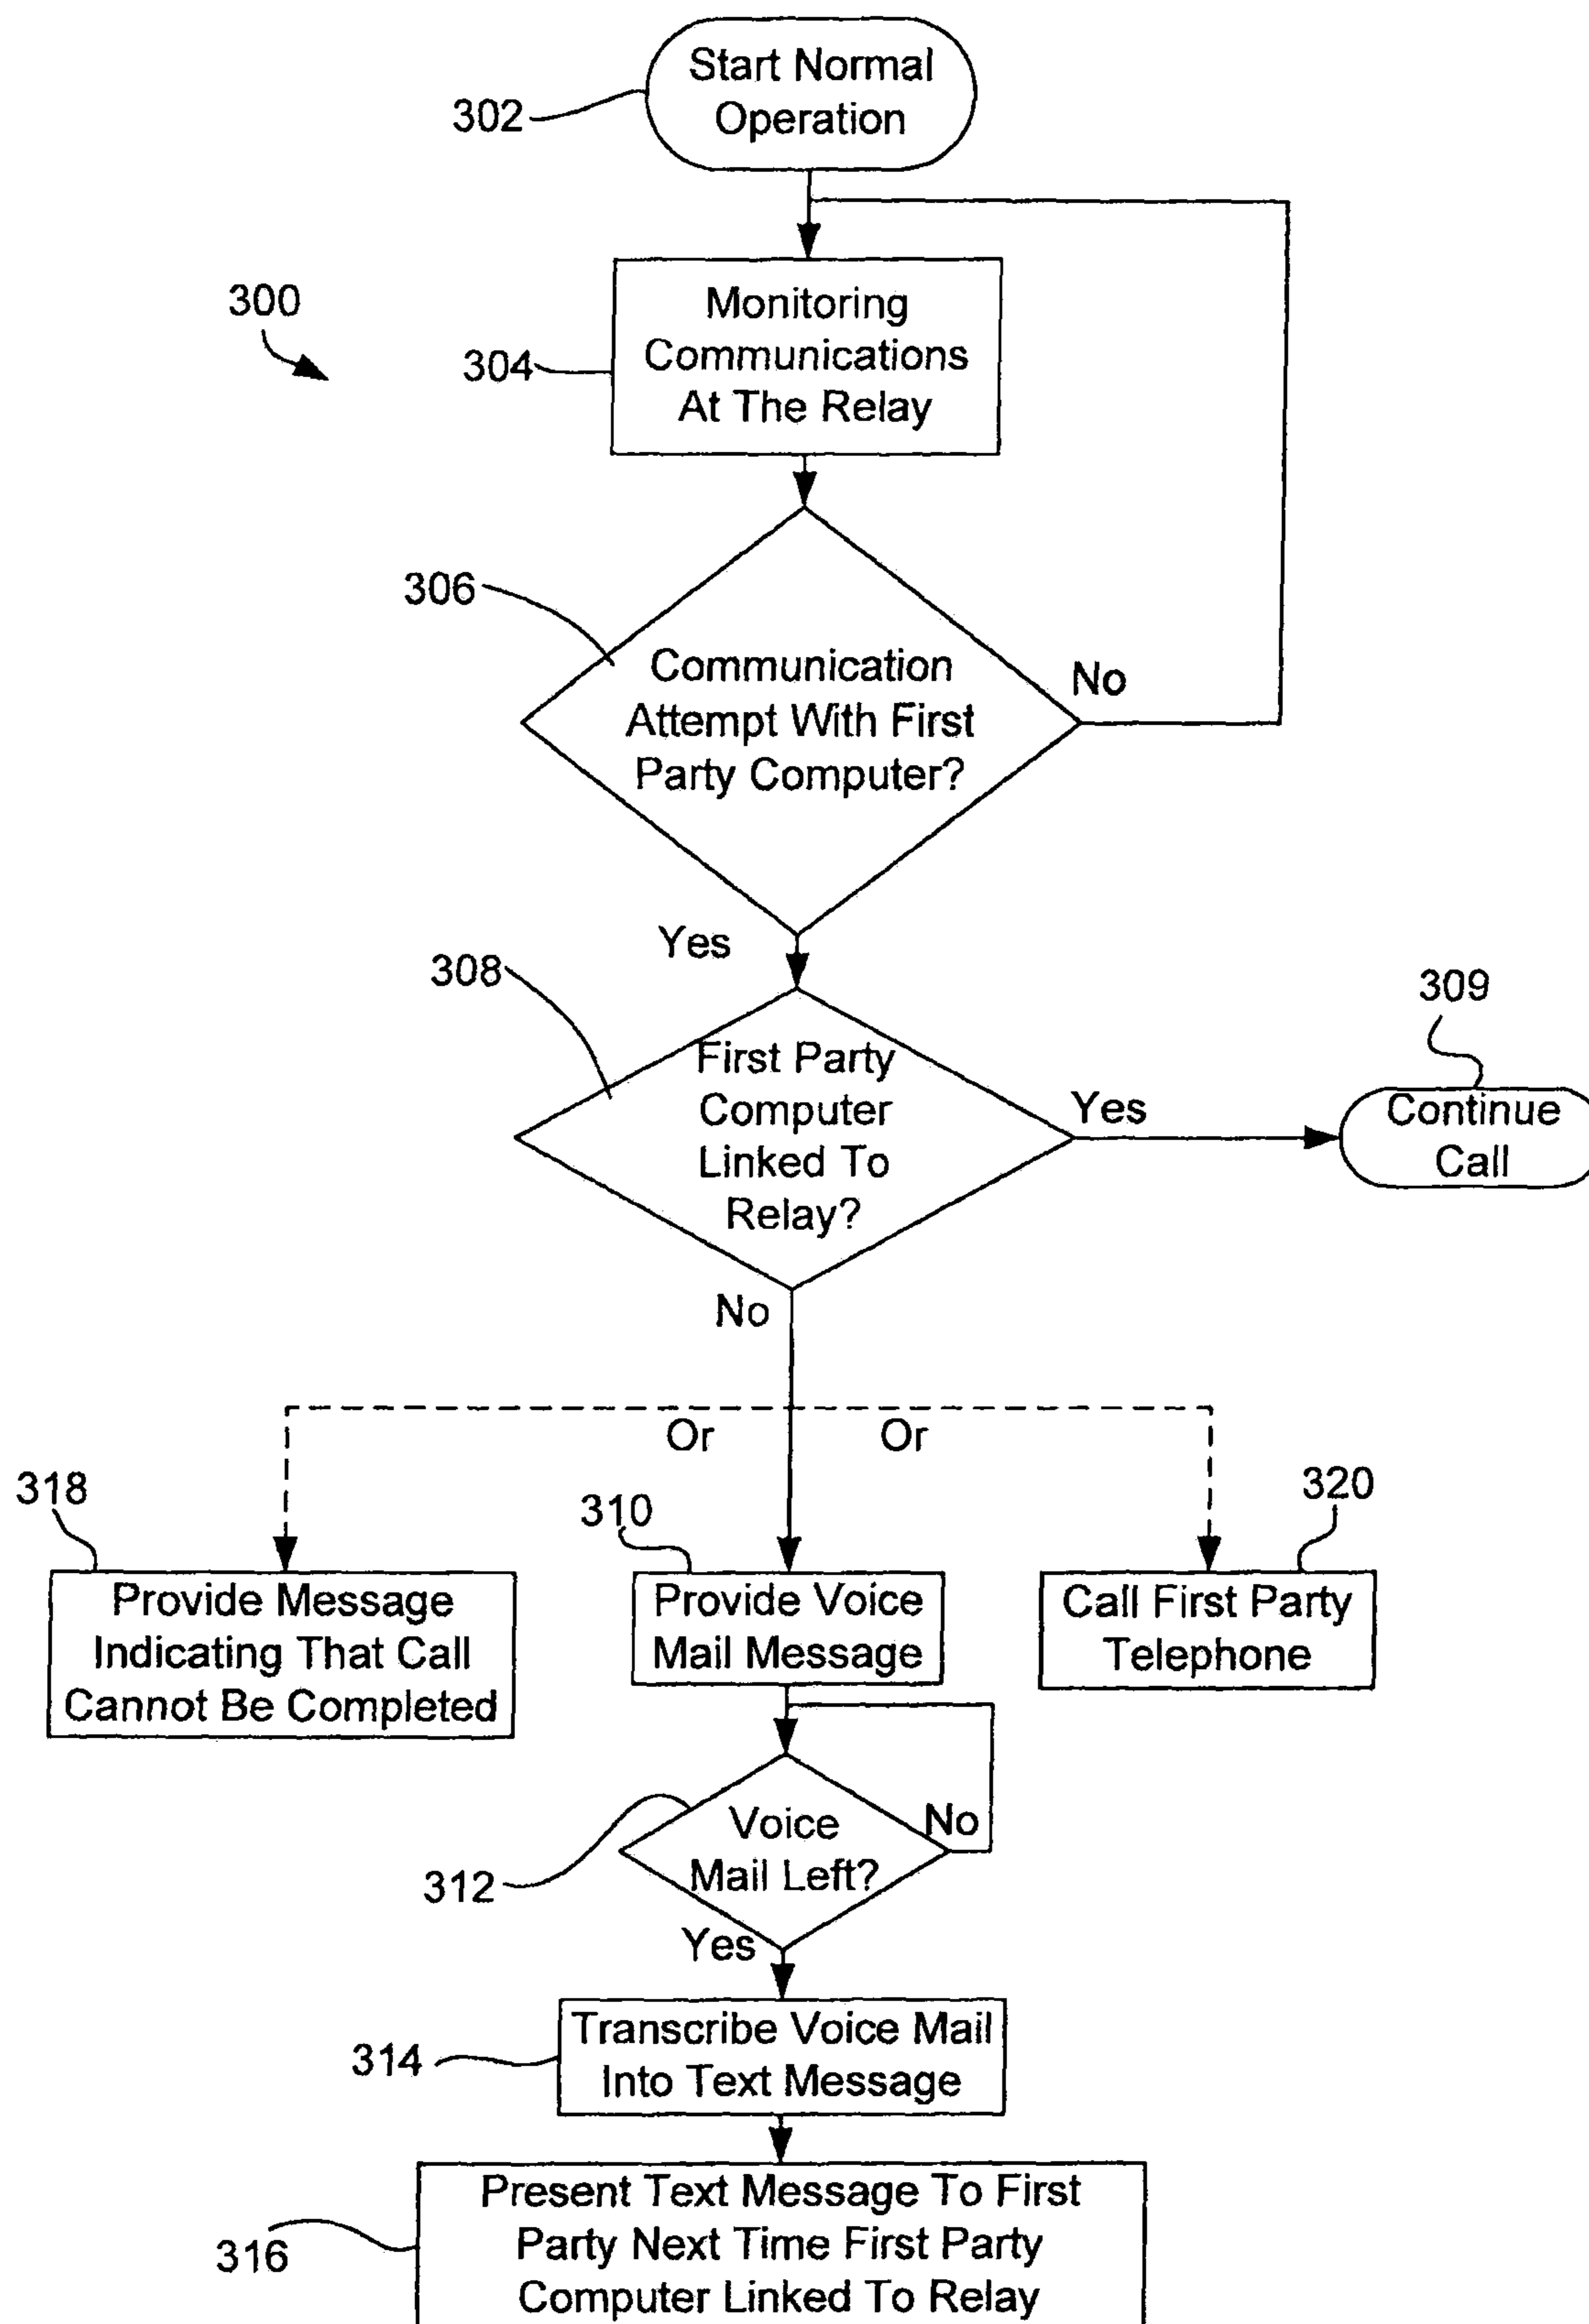 Start Normal
Operation
302
300
Monitoring
Communications
At The Relay
304
306
Communication
Attempt With First
Party Computer?
No
Yes
308
First Party
Computer
Linked To
Relay?
Yes
309
Continue
Call
No
Or
Or
318
310
320
Provide Message
Indicating That Call
Cannot Be Completed
Provide Voice
Mail Message
Call First Party
Telephone
312
Voice
Mail Left?
No
Yes
314
Transcribe Voice Mail
Into Text Message
316
Present Text Message To First
Party Next Time First Party
Computer Linked To Relay